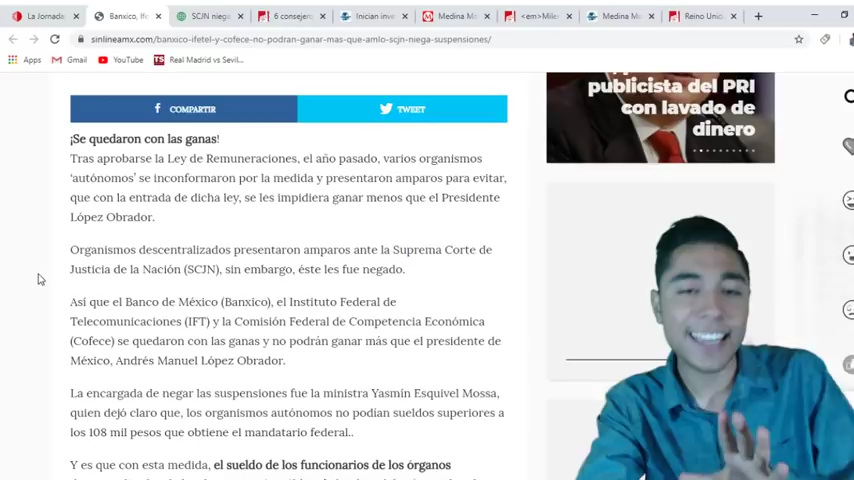 La Jornada
Banxico, Ife
SCJN niega
6 consejero
Inician inve
Medina Mo
<em>Mile
Medina Mo
Reino Unio
sinlineamx.com/banxico-ifetel-y-cofece-no-podran-ganar-mas-que-amlo-scjn-niega-suspensiones/
Apps
Gmail
YouTube
Real Madrid vs Sevil...
COMPARTIR
TWEET
publicista del PRI
con lavado de
dinero
¡Se quedaron con las ganas!
Tras aprobarse la Ley de Remuneraciones, el año pasado, varios organismos
‘autónomos’ se inconformaron por la medida y presentaron amparos para evitar,
que con la entrada de dicha ley, se les impidiera ganar menos que el Presidente
López Obrador.
Organismos descentralizados presentaron amparos ante la Suprema Corte de
Justicia de la Nación (SCJN), sin embargo, éste les fue negado.
Así que el Banco de México (Banxico), el Instituto Federal de
Telecomunicaciones (IFT) y la Comisión Federal de Competencia Económica
(Cofece) se quedaron con las ganas y no podrán ganar más que el presidente de
México, Andrés Manuel López Obrador.
La encargada de negar las suspensiones fue la ministra Yasmín Esquivel Mossa,
quien dejó claro que, los organismos autónomos no podían sueldos superiores a
los 108 mil pesos que obtiene el mandatario federal..
Y es que con esta medida, el sueldo de los funcionarios de los órganos